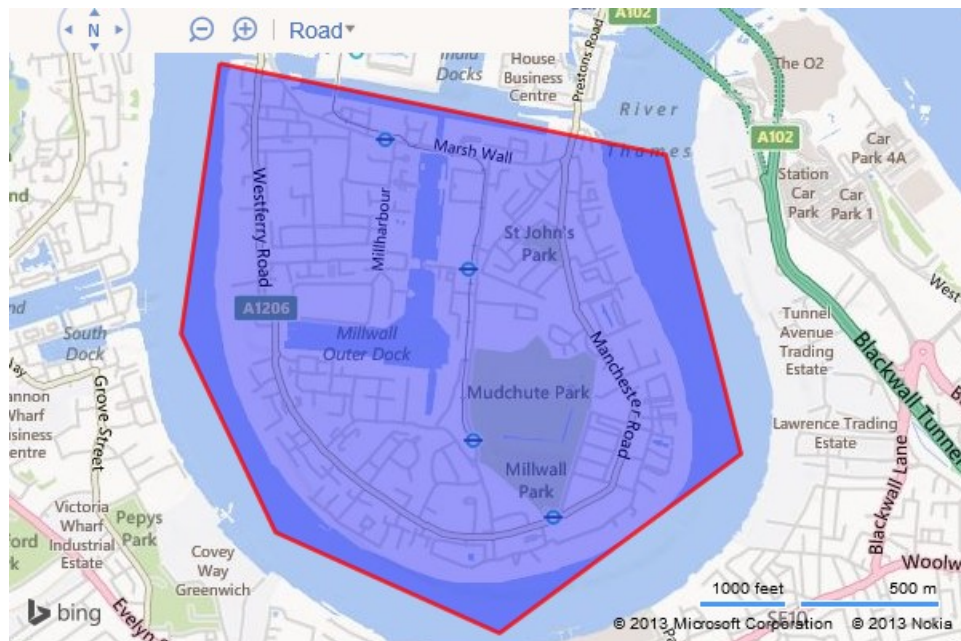 N
Road
A102
Docks
House
Business
Centre
Prestons Road
River
Thames
The O2
A102
Car
Park 4A
Station
Car
Park
Car
Park 1
Marsh Wall
Westferry Road
Millharbour
St John's
Park
A1206
Millwall
Outer Dock
South
Dock
Grove Street
Mudchute Park
Manchester Road
Millwall
Park
Tunnel
Avenue
Trading
Estate
Blackwall Tunnel
West
Lawrence Trading
Estate
Blackwall Lane
Victoria
Wharf
Industrial
Estate
Pepys
Park
Covey
Way
Greenwich
Evelyn
Woolw
1000 feet
500 m
SE10
bing
© 2013 Microsoft Corporation
© 2013 Nokia